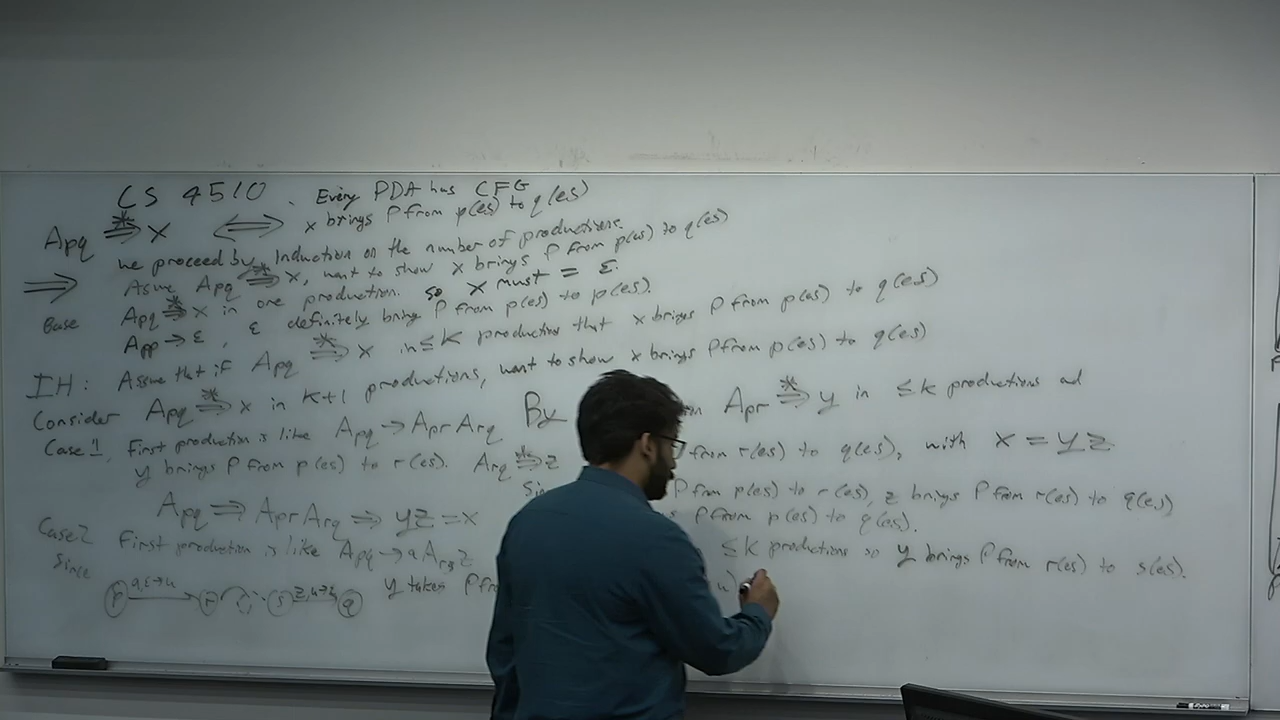 CS 4510. Every PDA has CFG
Apq ⇒* x ⟺ x brings P from p(es) to q(es)
⇒ we proceed by induction on the number of productions.
Assume Apq ⇒* x, want to show x brings P from p(es) to q(es)
Base Apq ⇒* x in one production. so x must = ε.
App → ε, ε definitely brings P from p(es) to p(es).
IH: Assume that if Apq ⇒* x in ≤ k productions that x brings P from p(es) to q(es)
Consider Apq ⇒* x in k+1 productions, want to show x brings P from p(es) to q(es)
Case 1, First production is like Apq → Apr Arq By Apr ⇒* y in ≤ k productions and
y brings P from p(es) to r(es). Arq ⇒* z from r(es) to q(es), with x = yz
P from p(es) to r(es), z brings P from r(es) to q(es)
Apq ⇒ Apr Arq ⇒ yz = x P from p(es) to q(es).
Case 2 First production is like Apq → a Ars z ≤ k productions so y brings P from r(es) to s(es).
Since p r s q y takes P u)